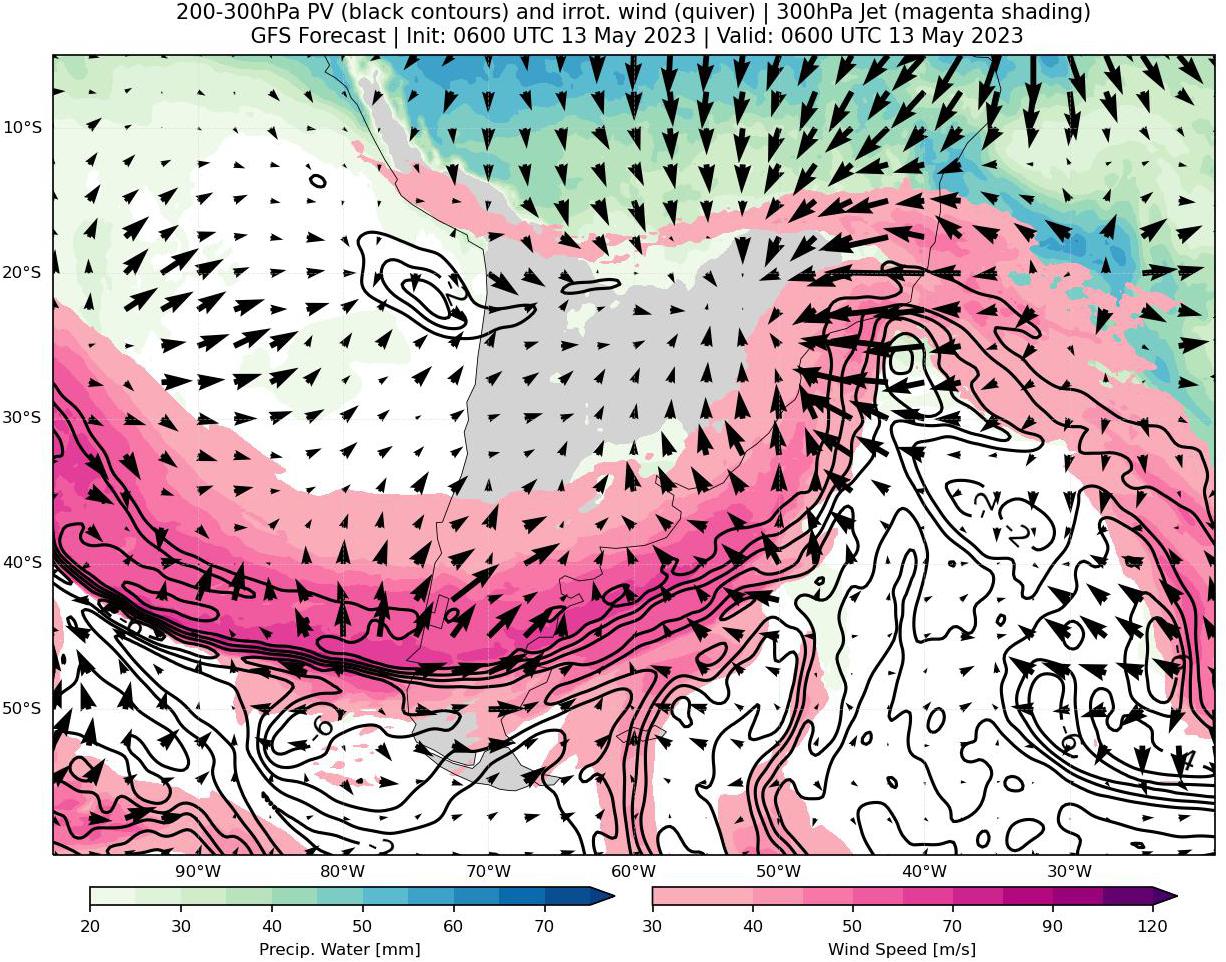 200-300hPa PV (black contours) and irrot. wind (quiver) | 300hPa Jet (magenta shading)
GFS Forecast | Init: 0600 UTC 13 May 2023 | Valid: 0600 UTC 13 May 2023
10°S
20°S
30°S
40°S
50°S
-2
-2
-6
90°W 80°W 70°W 60°W 50°W 40°W 30°W
20 30 40 50 60 70
30 40 50 70 90 120
Precip. Water [mm]
Wind Speed [m/s]